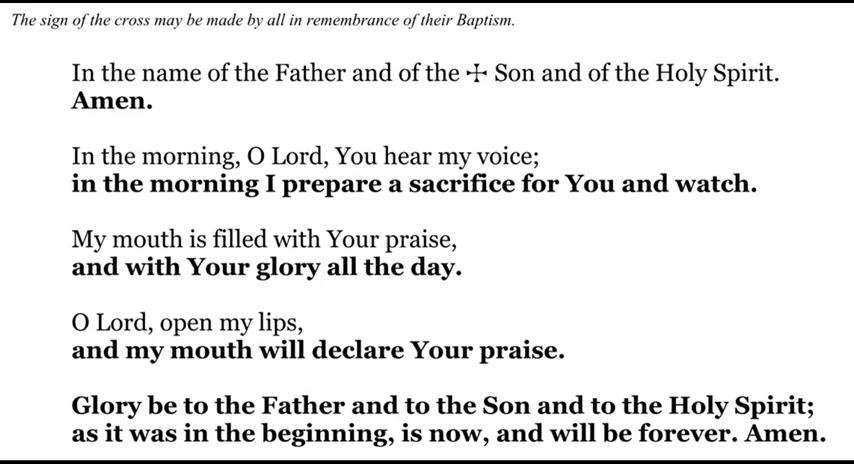 The sign of the cross may be made by all in remembrance of their Baptism.
In the name of the Father and of the ☩ Son and of the Holy Spirit.
Amen.
In the morning, O Lord, You hear my voice;
in the morning I prepare a sacrifice for You and watch.
My mouth is filled with Your praise,
and with Your glory all the day.
O Lord, open my lips,
and my mouth will declare Your praise.
Glory be to the Father and to the Son and to the Holy Spirit;
as it was in the beginning, is now, and will be forever. Amen.